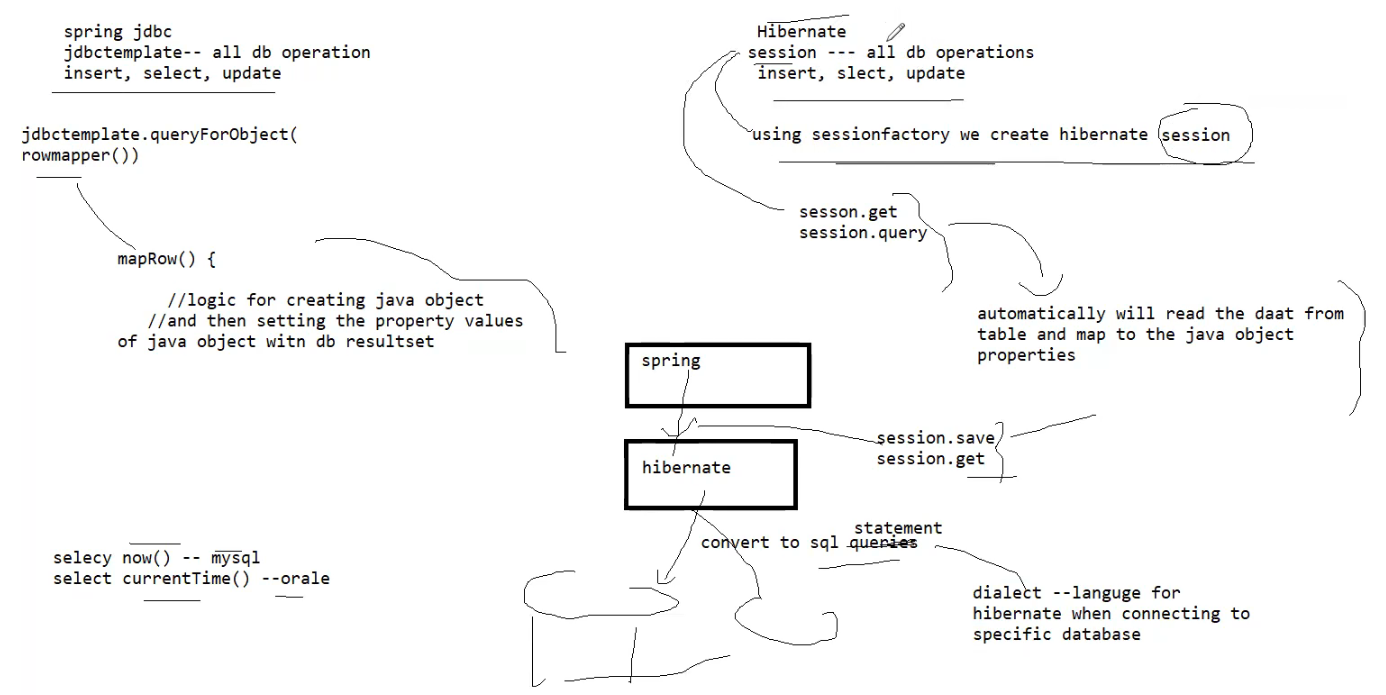 spring jdbc
jdbctemplate-- all db operation
insert, select, update
jdbctemplate.queryForObject(
rowmapper())
mapRow() {
//logic for creating java object
//and then setting the property values
of java object witn db resultset
Hibernate
session --- all db operations
insert, slect, update
using sessionfactory we create hibernate session
sesson.get
session.query
automatically will read the daat from
table and map to the java object
properties
spring
hibernate
session.save
session.get
statement
convert to sql queries
dialect --languge for
hibernate when connecting to
specific database
selecy now() -- mysql
select currentTime() --orale